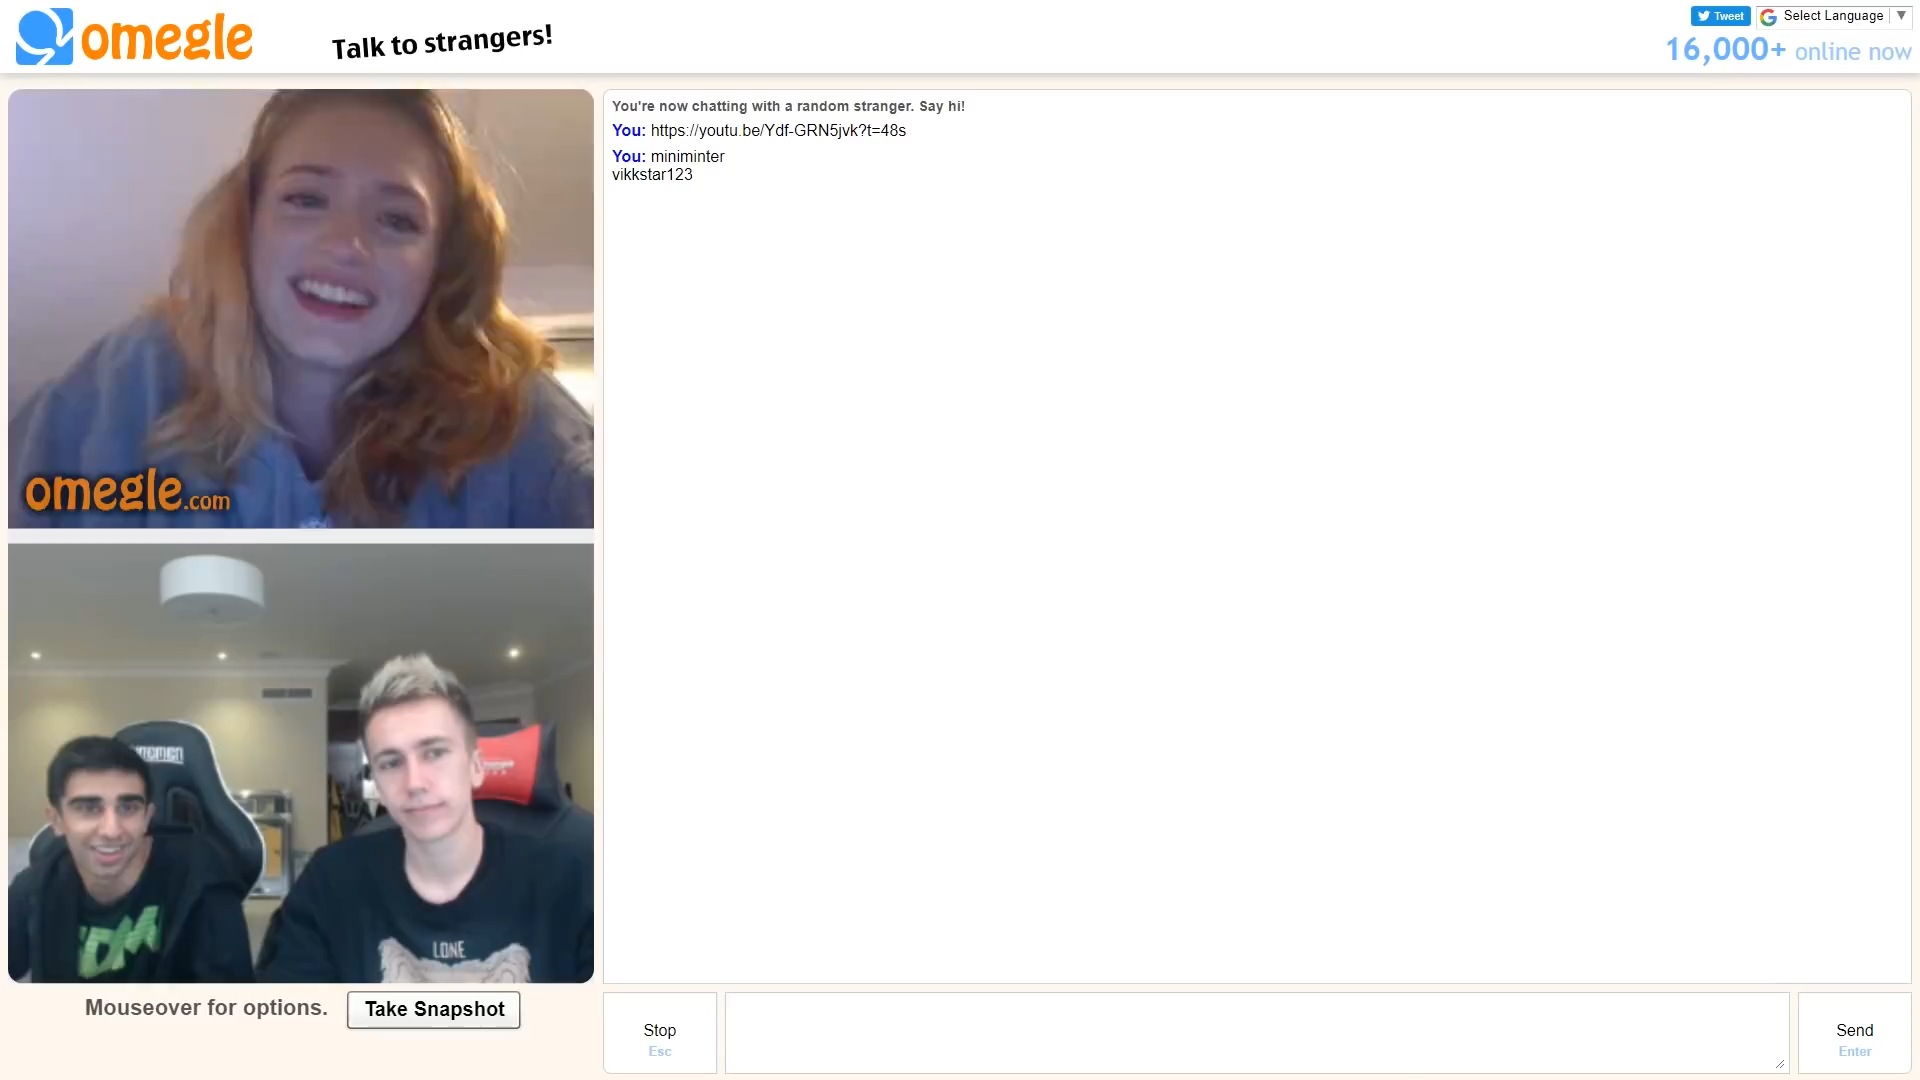 omegle
Talk to strangers!
Tweet
Select Language
16,000+ online now
You're now chatting with a random stranger. Say hi!
You: https://youtu.be/Ydf-GRN5jvk?t=48s
You: miniminter
vikkstar123
omegle.com
LONE
Mouseover for options.
Take Snapshot
Stop
Esc
Send
Enter